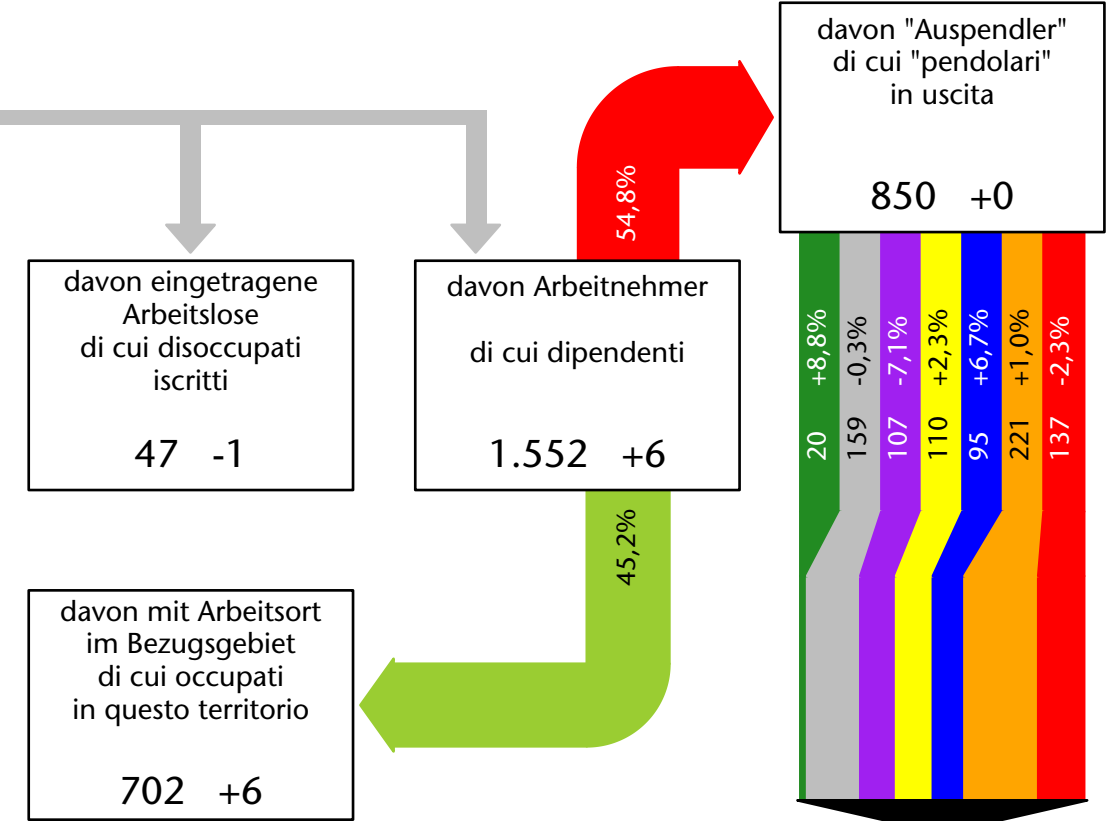 davon "Auspendler"
di cui "pendolari"
in uscita
850 +0
54,8%
davon eingetragene
Arbeitslose
di cui disoccupati
iscritti
47 -1
davon Arbeitnehmer
di cui dipendenti
1.552 +6
20 +8,8%
159 -0,3%
107 -7,1%
110 +2,3%
95 +6,7%
221 +1,0%
137 -2,3%
45,2%
davon mit Arbeitsort
im Bezugsgebiet
di cui occupati
in questo territorio
702 +6